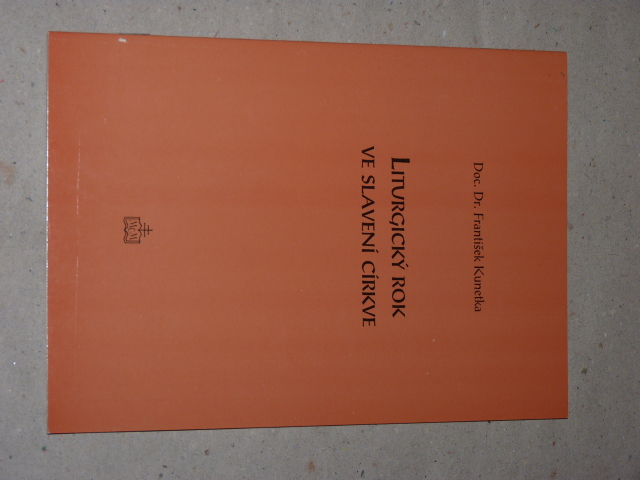 Doc. Dr. František Kunetka
LITURGICKÝ ROK
VE SLAVENÍ CÍRKVE